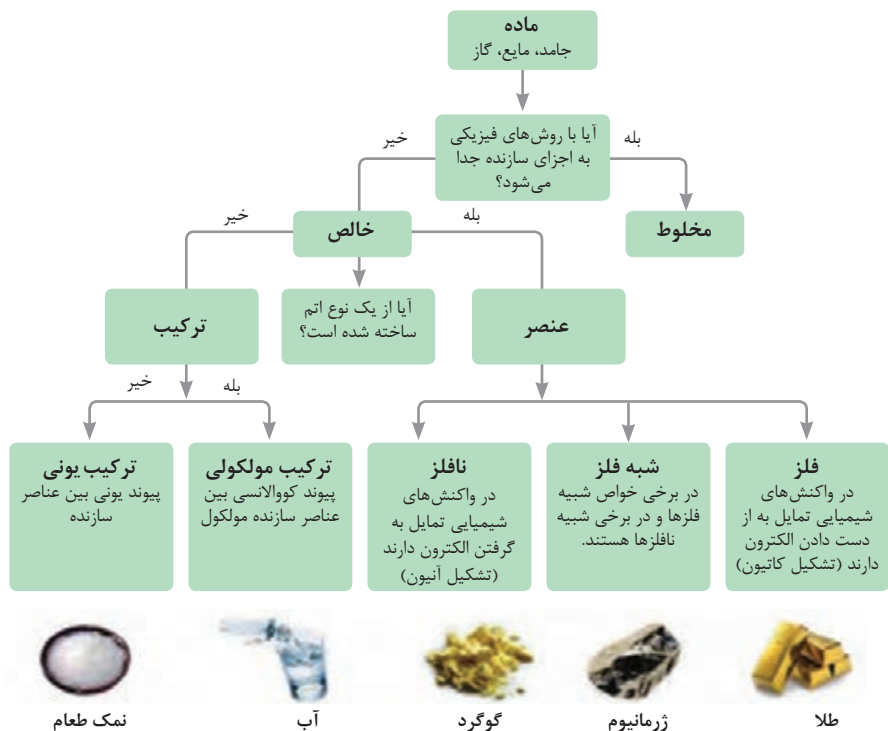 ماده
جامد، مایع، گاز
آیا با روش‌های فیزیکی
به اجزای سازنده جدا
می‌شود؟
بله
خیر
مخلوط
خالص
بله
خیر
عنصر
آیا از یک نوع اتم
ساخته شده است؟
ترکیب
بله
خیر
فلز
در واکنش‌های
شیمیایی تمایل به از
دست دادن الکترون
دارند (تشکیل کاتیون)
شبه فلز
در برخی خواص شبیه
فلزها و در برخی شبیه
نافلزها هستند.
نافلز
در واکنش‌های
شیمیایی تمایل به
گرفتن الکترون دارند
(تشکیل آنیون)
ترکیب مولکولی
پیوند کووالانسی بین
عناصر سازنده مولکول
ترکیب یونی
پیوند یونی بین عناصر
سازنده
طلا
ژرمانیوم
گوگرد
آب
نمک طعام